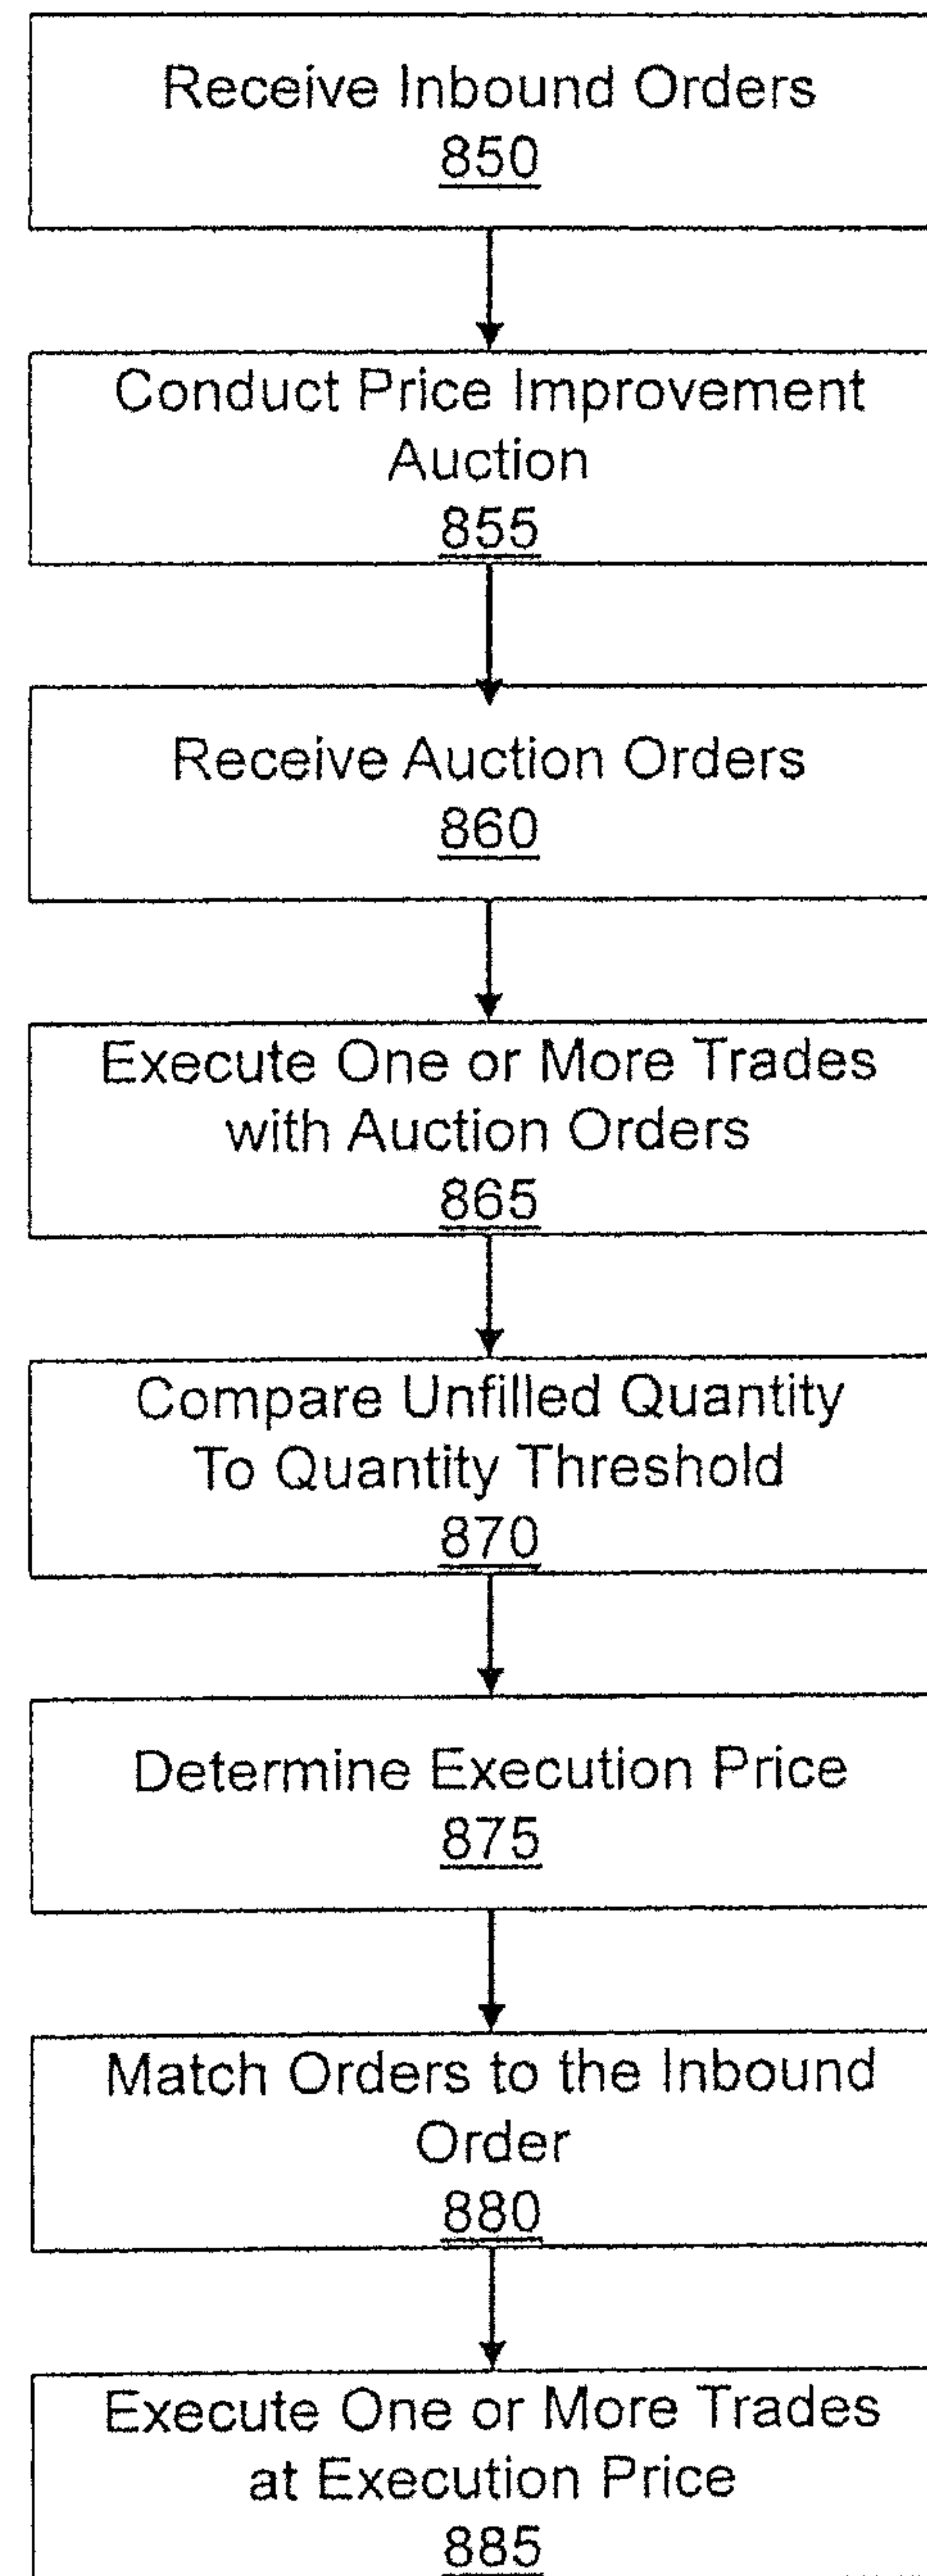 Receive Inbound Orders
850
Conduct Price Improvement
Auction
855
Receive Auction Orders
860
Execute One or More Trades
with Auction Orders
865
Compare Unfilled Quantity
To Quantity Threshold
870
Determine Execution Price
875
Match Orders to the Inbound
Order
880
Execute One or More Trades
at Execution Price
885